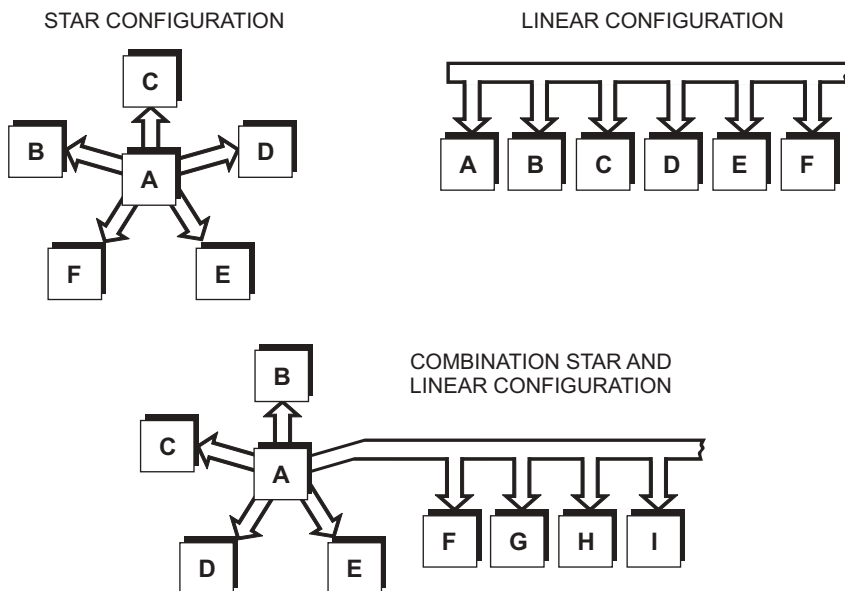 STAR CONFIGURATION
C
B
D
A
F
E
LINEAR CONFIGURATION
A B C D E F
COMBINATION STAR AND
LINEAR CONFIGURATION
B
C
A
D
E
F G H I